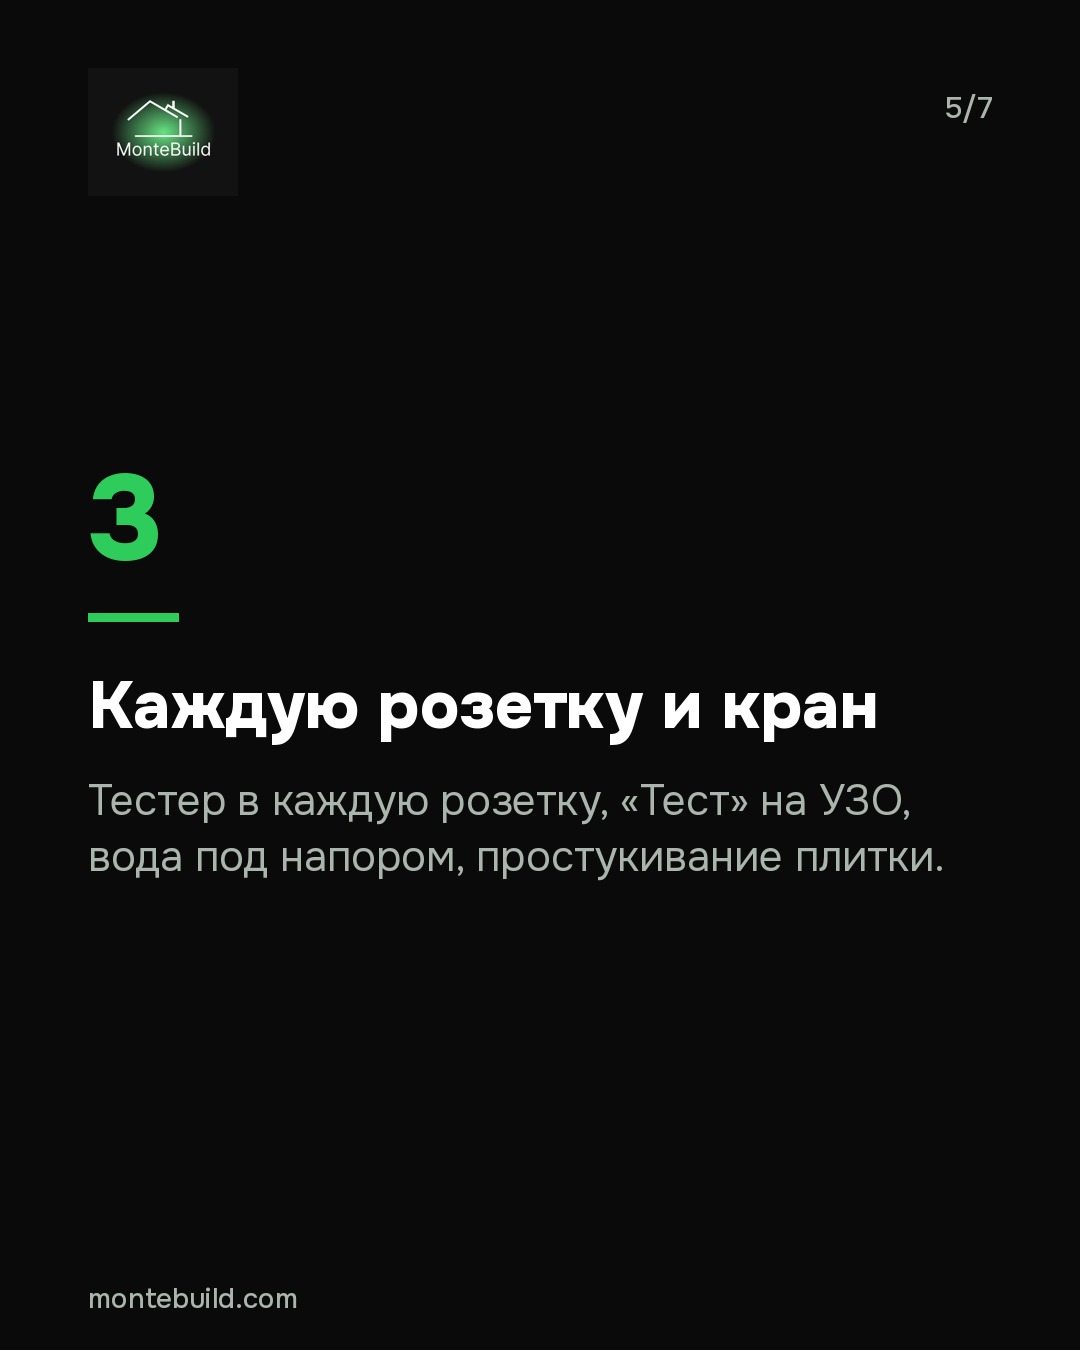 MonteBuild
5/7
3
Каждую розетку и кран
Тестер в каждую розетку, «Тест» на УЗО,
вода под напором, простукивание плитки.
montebuild.com